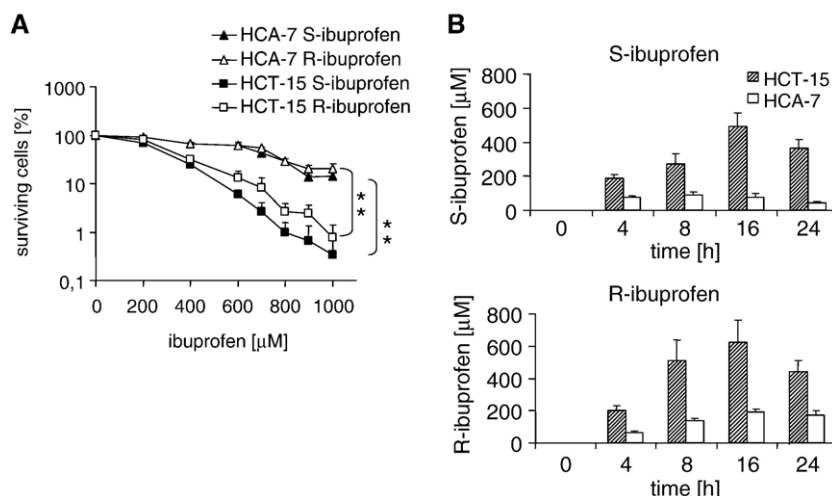 A
HCA-7 S-ibuprofen
HCA-7 R-ibuprofen
HCT-15 S-ibuprofen
HCT-15 R-ibuprofen
surviving cells [%]
1000
100
10
1
0,1
0 200 400 600 800 1000
ibuprofen [µM]
* *
* *
B
S-ibuprofen
HCT-15
HCA-7
S-ibuprofen [µM]
800
600
400
200
0
0 4 8 16 24
time [h]
R-ibuprofen
R-ibuprofen [µM]
800
600
400
200
0
0 4 8 16 24
time [h]